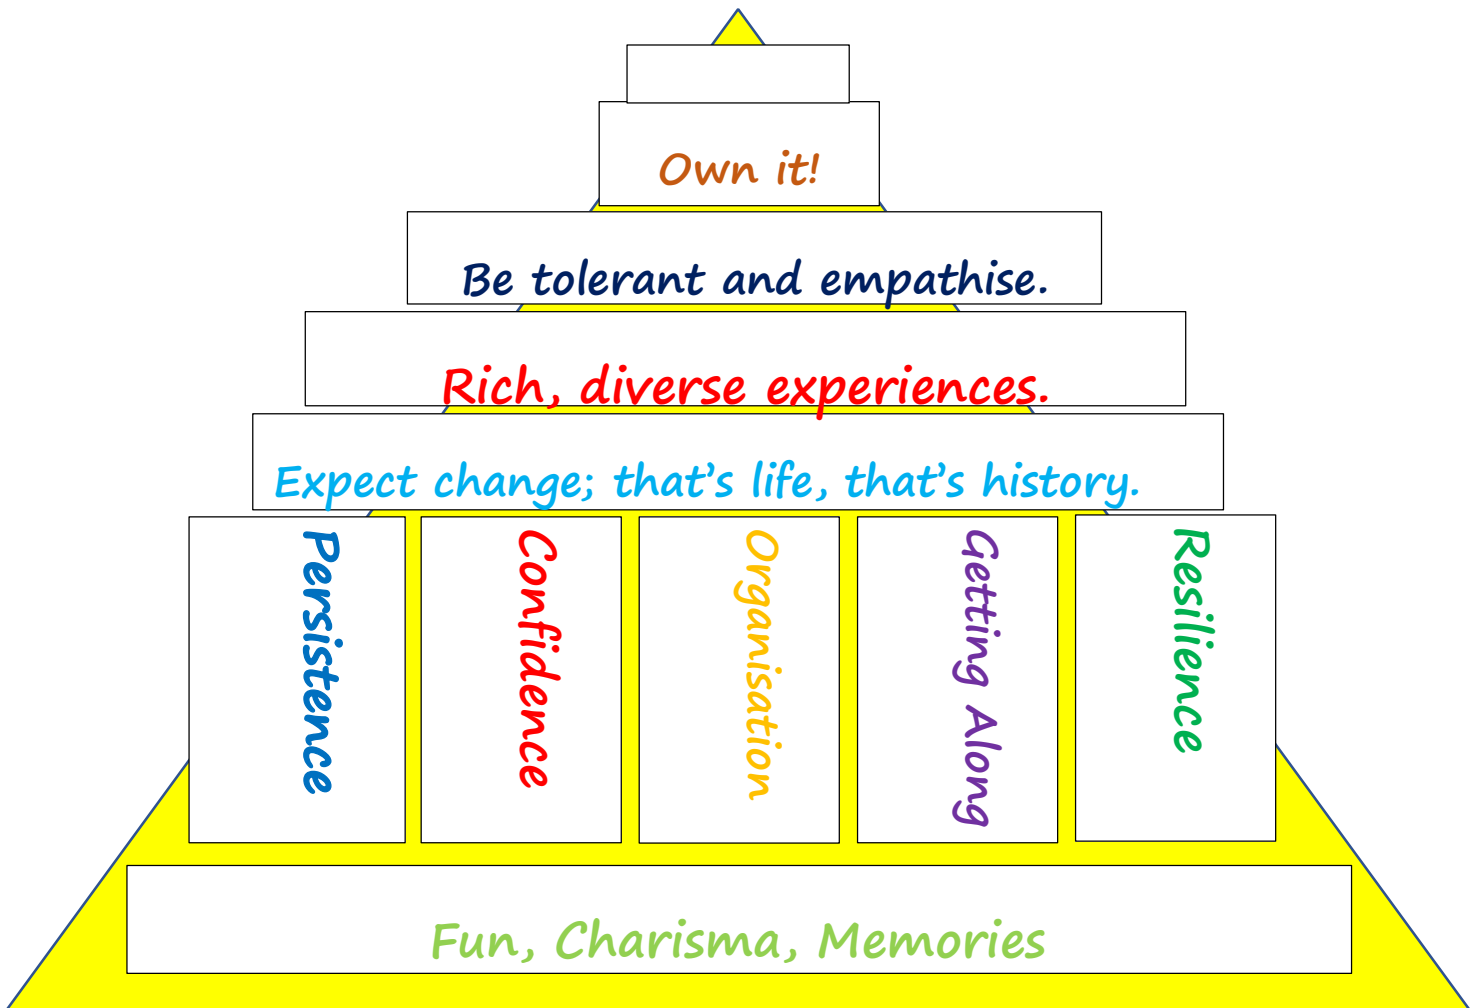 Own it!
Be tolerant and empathise.
Rich, diverse experiences.
Expect change; that’s life, that’s history.
Persistence
Confidence
Organisation
Getting Along
Resilience
Fun, Charisma, Memories